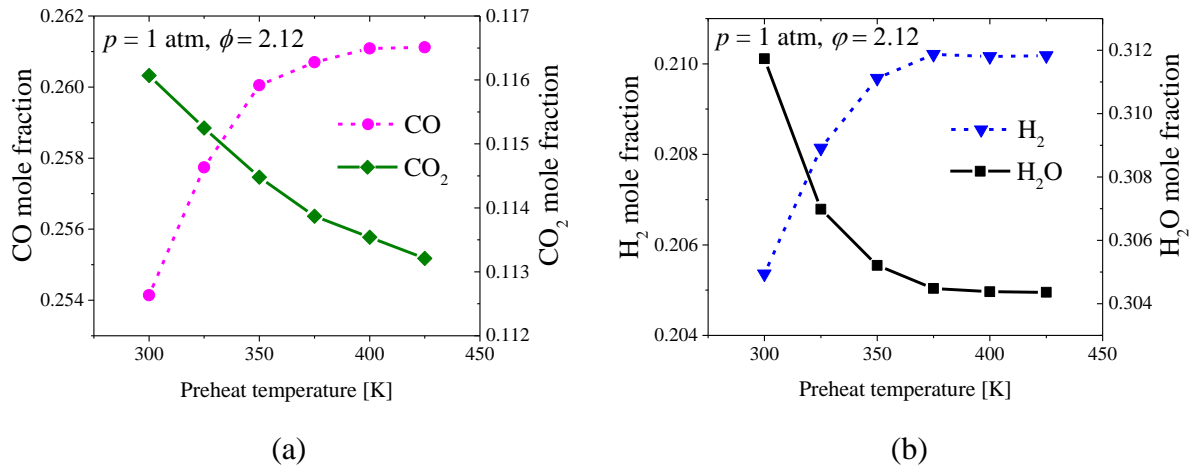 p = 1 atm, ϕ = 2.12
0.262
0.260
0.258
0.256
0.254
CO mole fraction
0.117
0.116
0.115
0.114
0.113
0.112
CO₂ mole fraction
CO
CO₂
300 350 400 450
Preheat temperature [K]
(a)
p = 1 atm, φ = 2.12
0.210
0.208
0.206
0.204
H₂ mole fraction
0.312
0.310
0.308
0.306
0.304
H₂O mole fraction
H₂
H₂O
300 350 400 450
Preheat temperature [K]
(b)